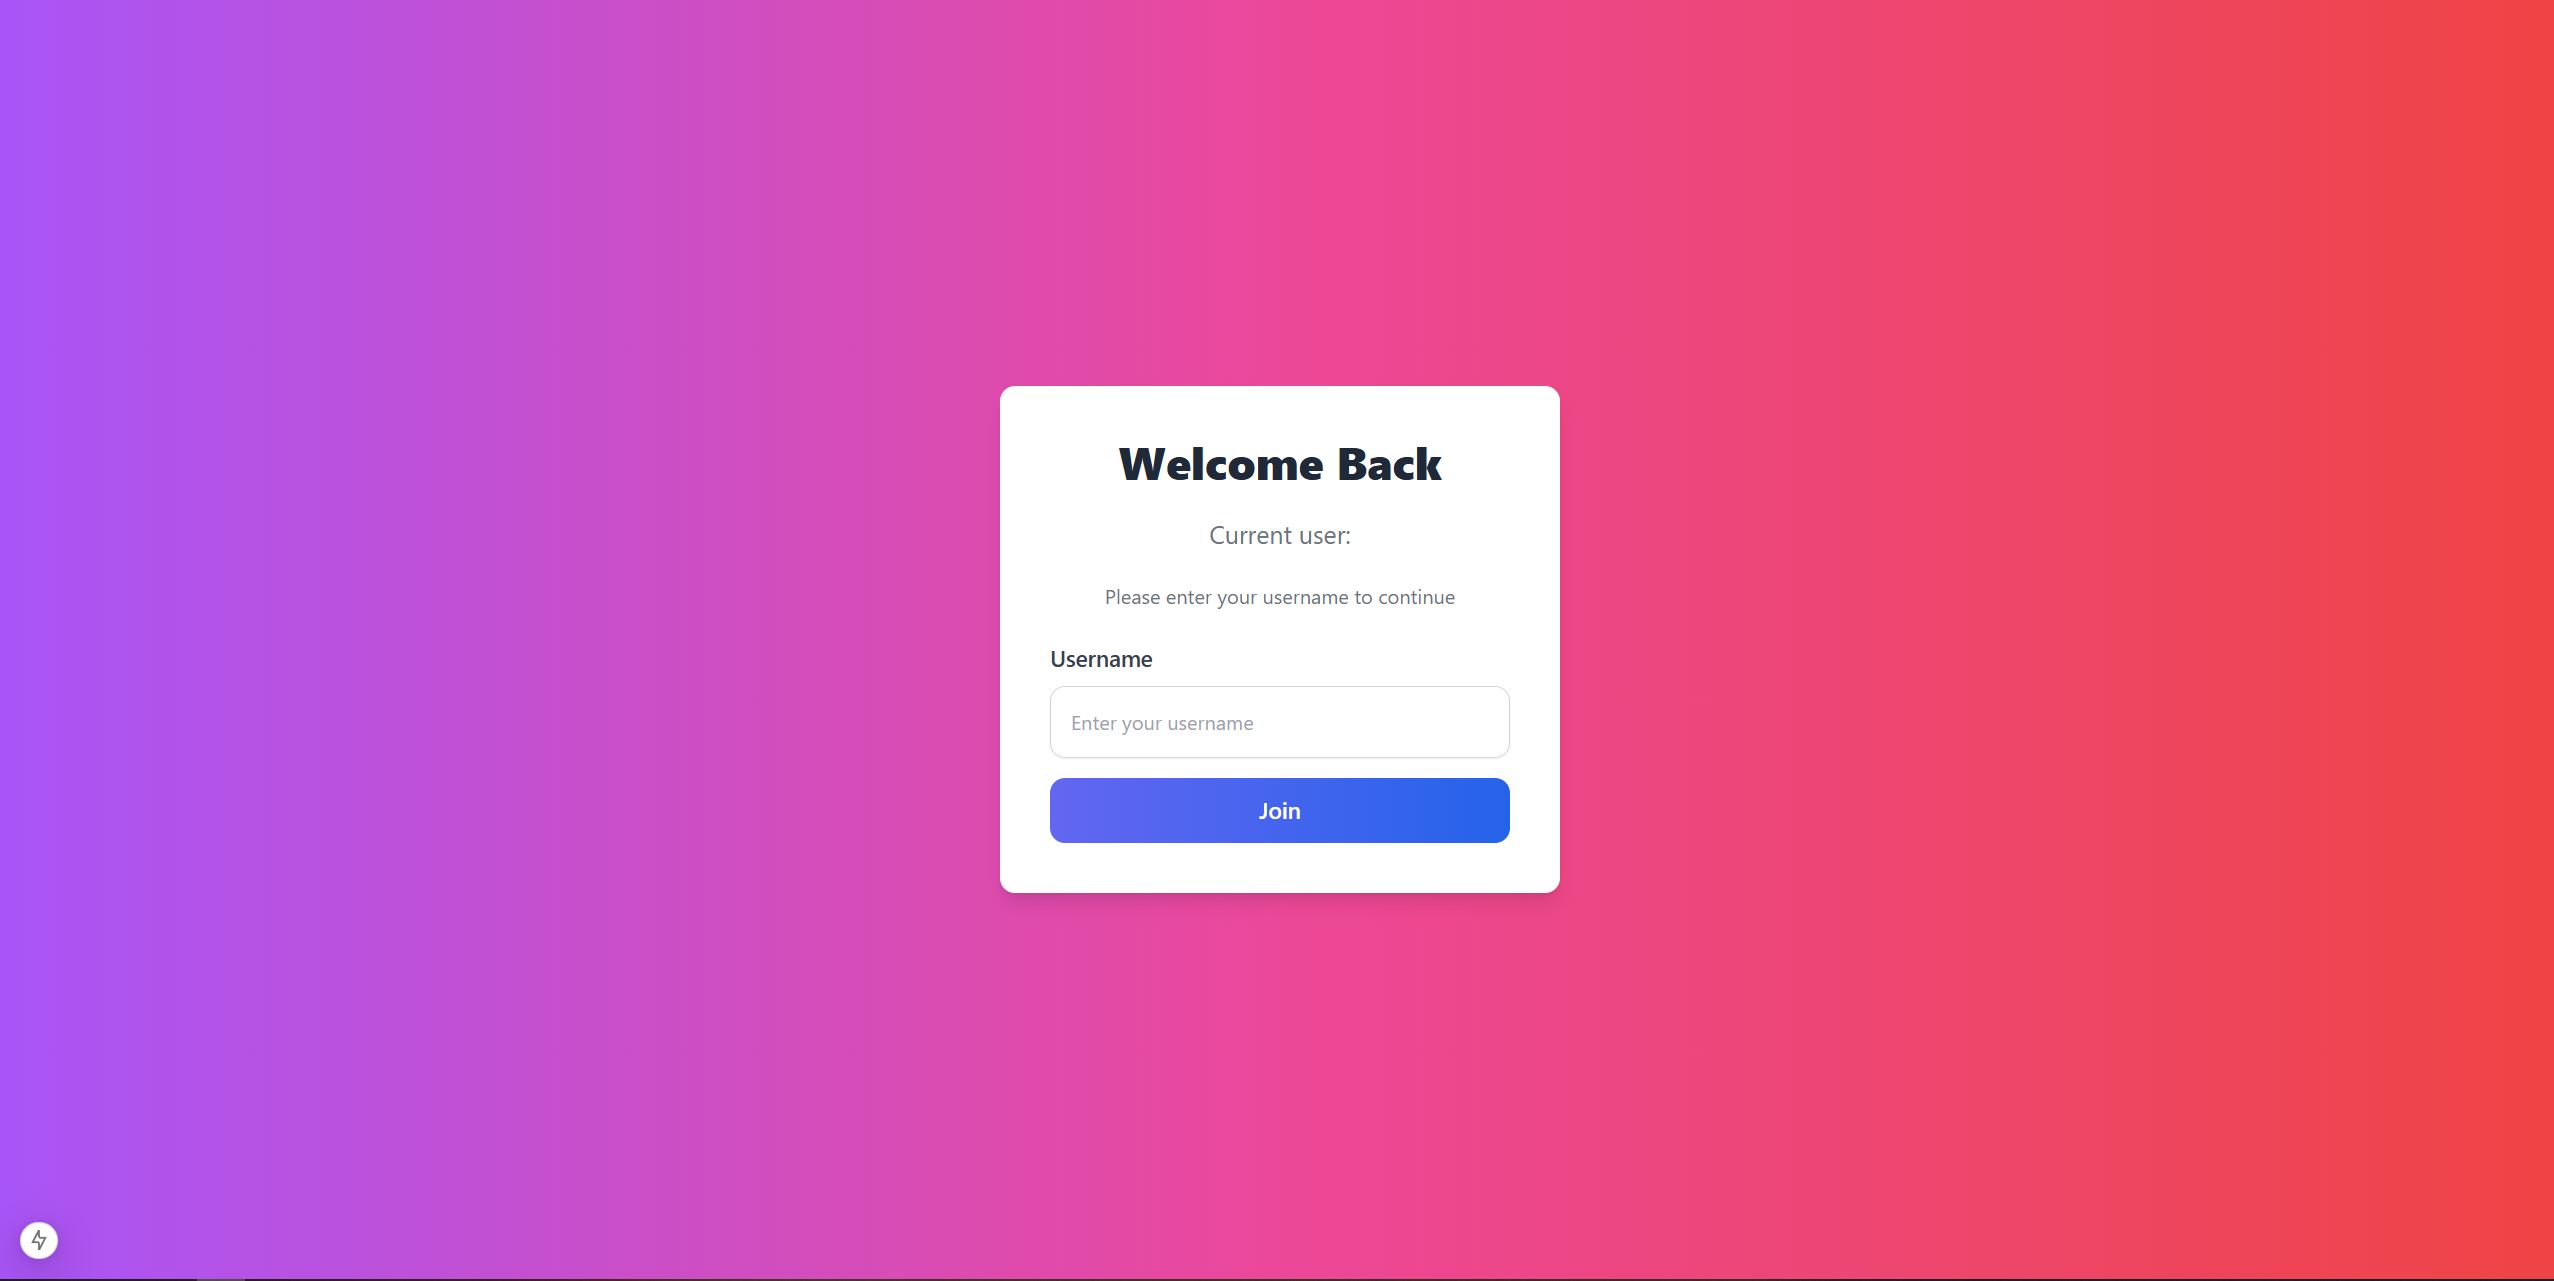 Welcome Back
Current user:
Please enter your username to continue
Username
Enter your username
Join